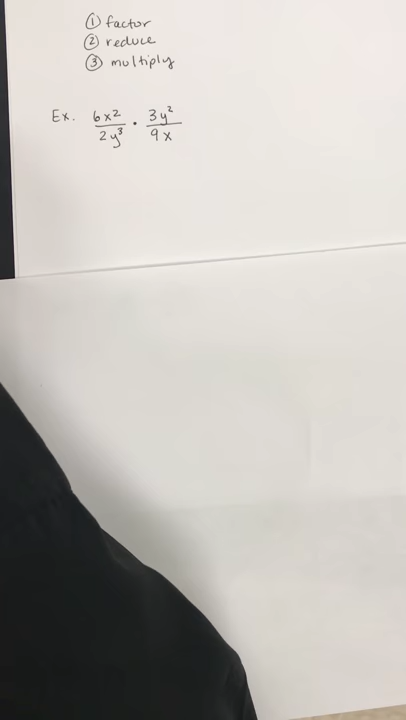 ① factor
② reduce
③ multiply
Ex. 6x2/2y³ · 3y²/9x